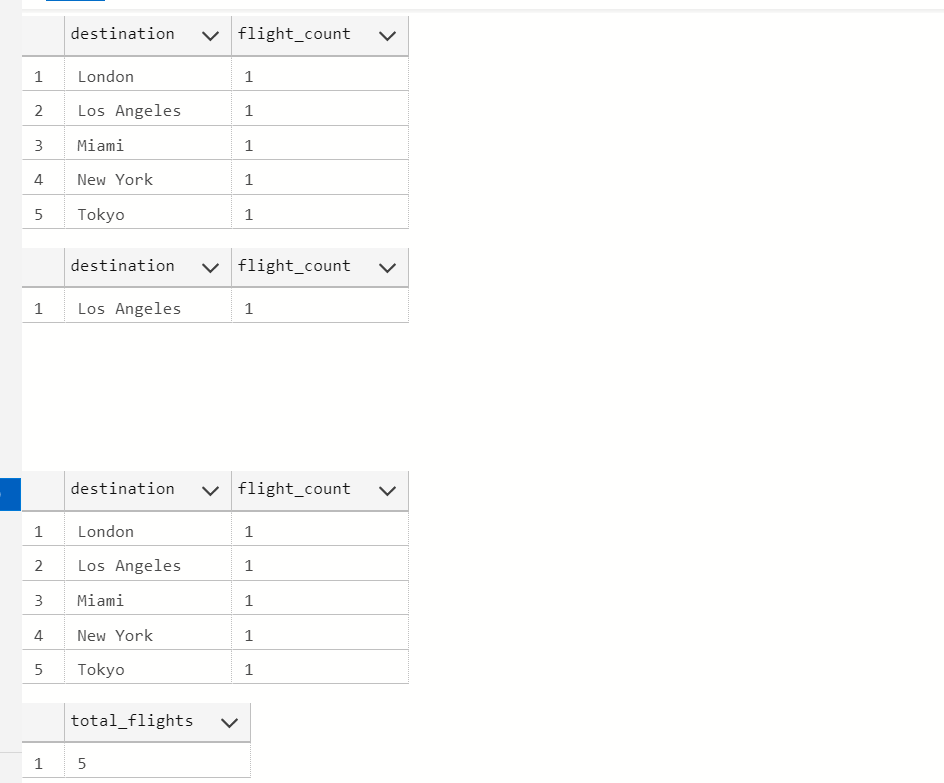 destination flight_count
1 London 1
2 Los Angeles 1
3 Miami 1
4 New York 1
5 Tokyo 1
destination flight_count
1 Los Angeles 1
destination flight_count
1 London 1
2 Los Angeles 1
3 Miami 1
4 New York 1
5 Tokyo 1
total_flights
1 5